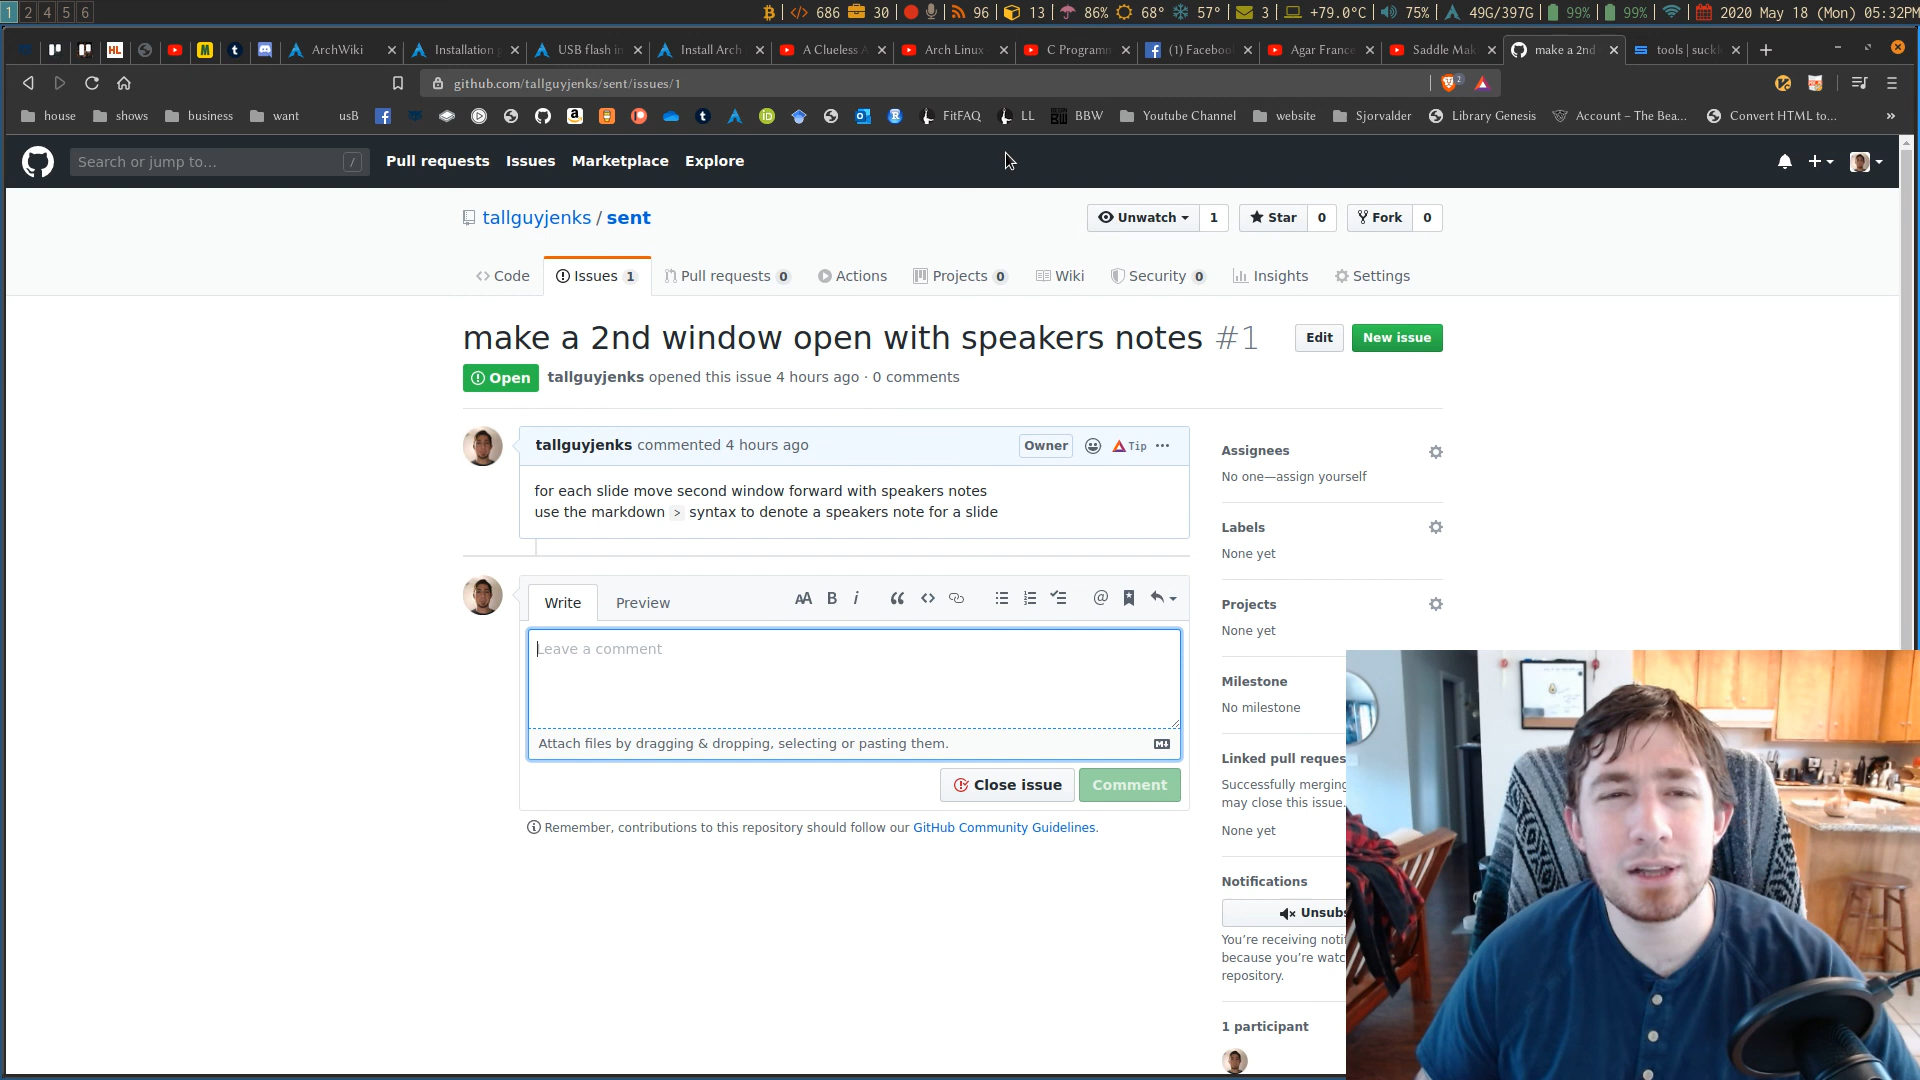 1 2 4 5 6
686 30 96 13 86% 68° 57° 3 +79.0°C 75% 49G/397G 99% 99% 2020 May 18 (Mon) 05:32PM
HL M t ArchWiki Installation USB flash in Install Arch A Clueless A Arch Linux C Program (1) Faceboo Agar France Saddle Mak make a 2nd tools | suckl
github.com/tallguyjenks/sent/issues/1 2
house shows business want usB FitFAQ LL BBW Youtube Channel website Sjorvalder Library Genesis Account – The Bea... Convert HTML to... »
Search or jump to... / Pull requests Issues Marketplace Explore
tallguyjenks / sent Unwatch 1 Star 0 Fork 0
Code Issues 1 Pull requests 0 Actions Projects 0 Wiki Security 0 Insights Settings
make a 2nd window open with speakers notes #1 Edit New issue
Open tallguyjenks opened this issue 4 hours ago · 0 comments
tallguyjenks commented 4 hours ago Owner Tip ···
for each slide move second window forward with speakers notes
use the markdown > syntax to denote a speakers note for a slide
Write Preview AA B i
Leave a comment
Attach files by dragging & dropping, selecting or pasting them.
Close issue Comment
Remember, contributions to this repository should follow our GitHub Community Guidelines.
Assignees
No one—assign yourself
Labels
None yet
Projects
None yet
Milestone
No milestone
Linked pull reques
Successfully merging
may close this issue.
None yet
Notifications
Unsubs
You're receiving noti
because you're watc
repository.
1 participant